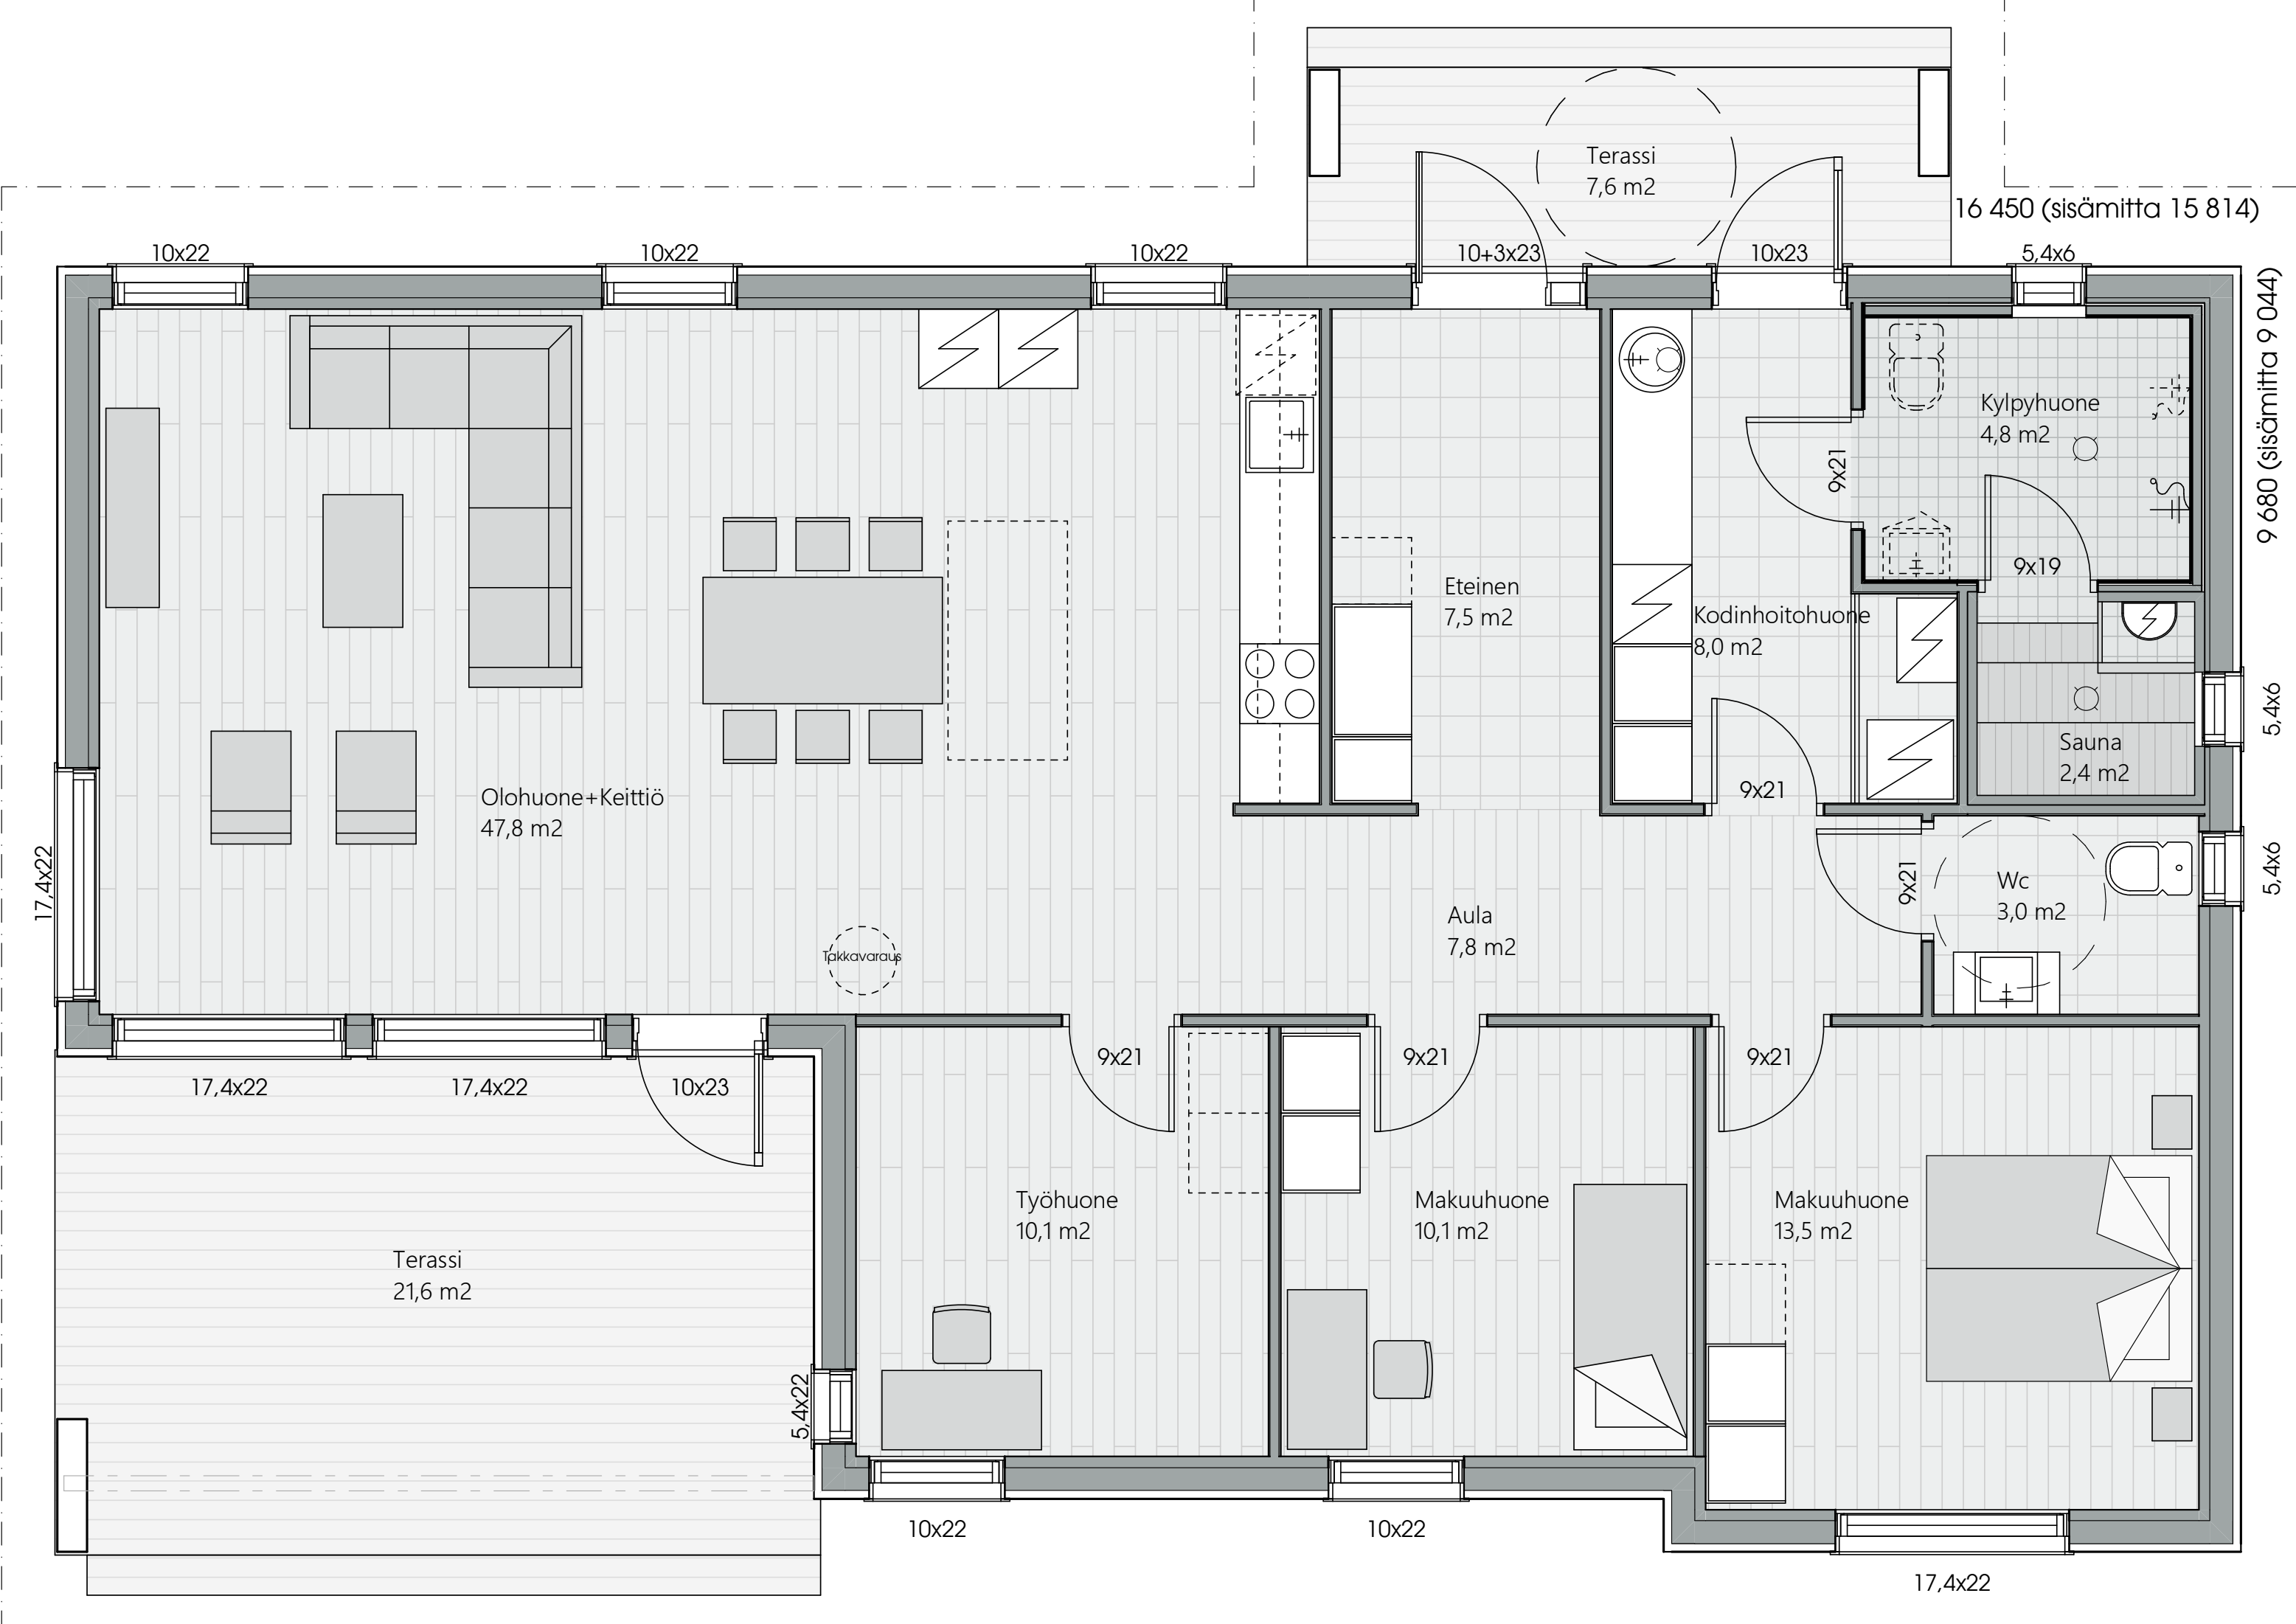 Terassi
7,6 m2
16 450 (sisämitta 15 814)
10x22
10x22
10x22
10+3x23
10x23
5,4x6
9 680 (sisämitta 9 044)
Kylpyhuone
4,8 m2
9x21
9x19
Eteinen
7,5 m2
Kodinhoitohuone
8,0 m2
5,4x6
Sauna
2,4 m2
9x21
Olohuone+Keittiö
47,8 m2
17,4x22
5,4x6
9x21
Wc
3,0 m2
Aula
7,8 m2
Takkavaraus
17,4x22
17,4x22
10x23
9x21
9x21
9x21
Työhuone
10,1 m2
Makuuhuone
10,1 m2
Makuuhuone
13,5 m2
Terassi
21,6 m2
5,4x22
10x22
10x22
17,4x22